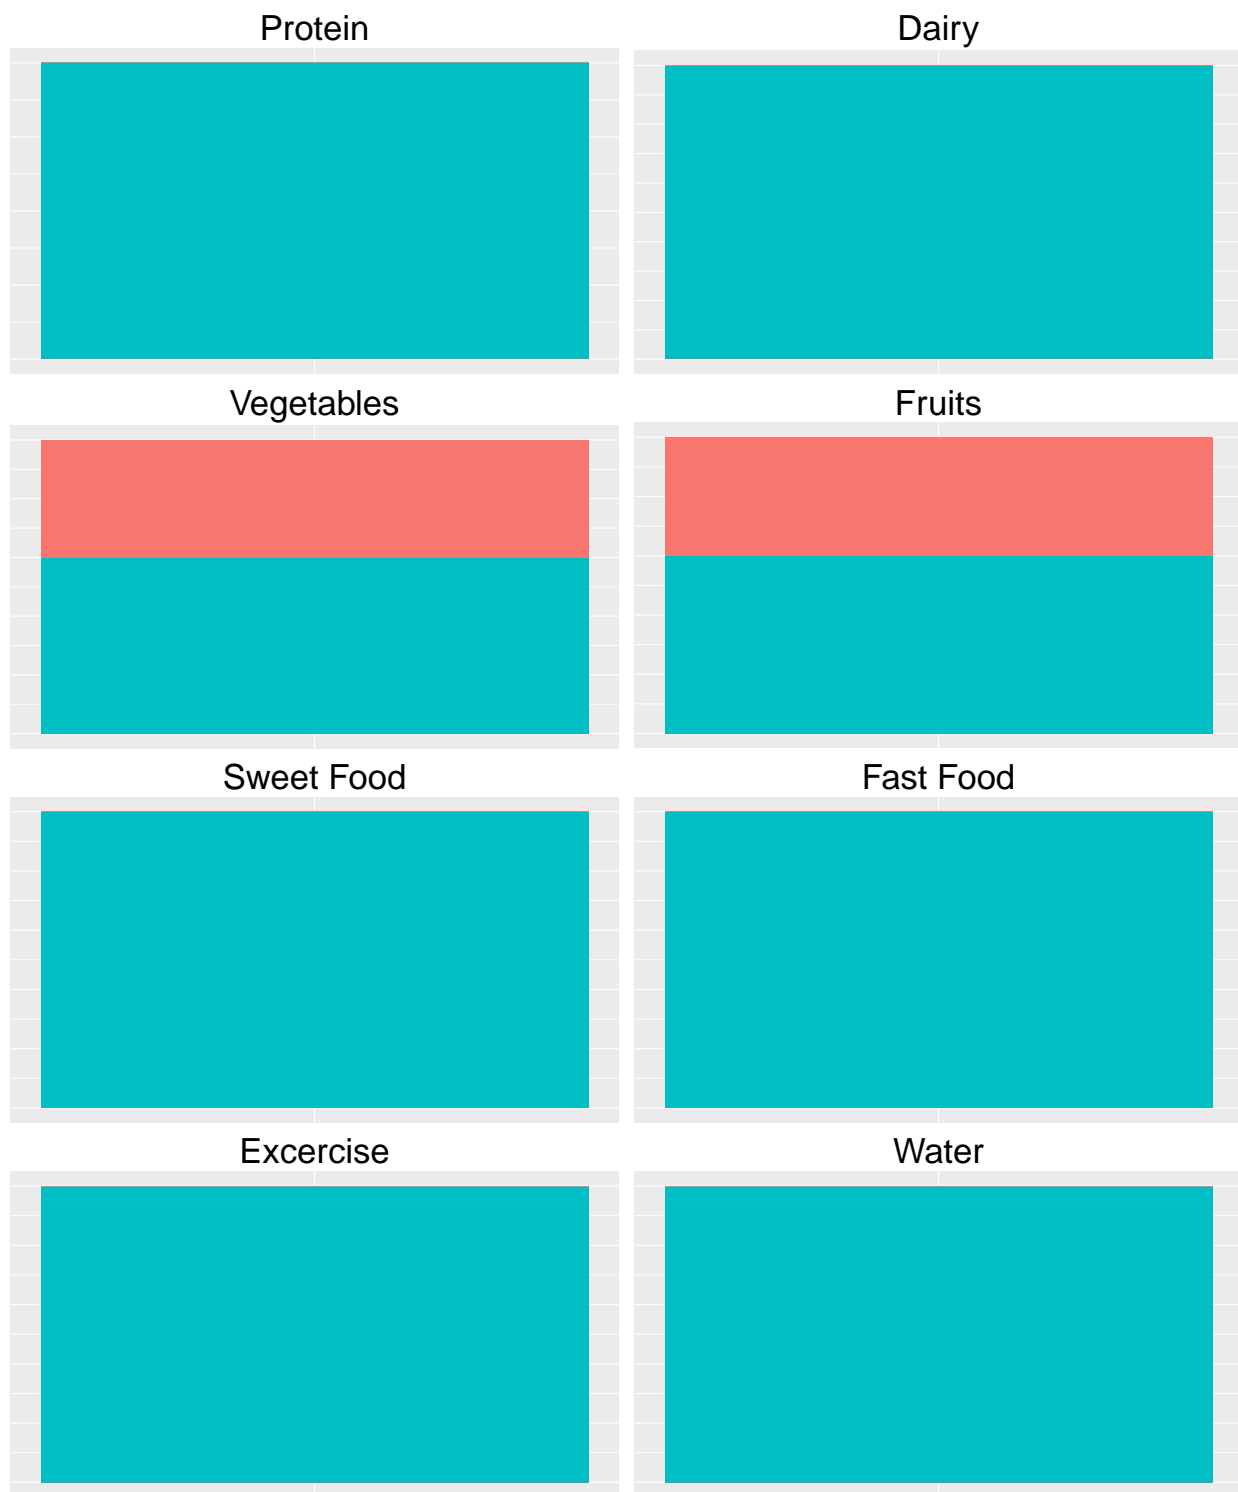 Protein
Dairy
Vegetables
Fruits
Sweet Food
Fast Food
Excercise
Water